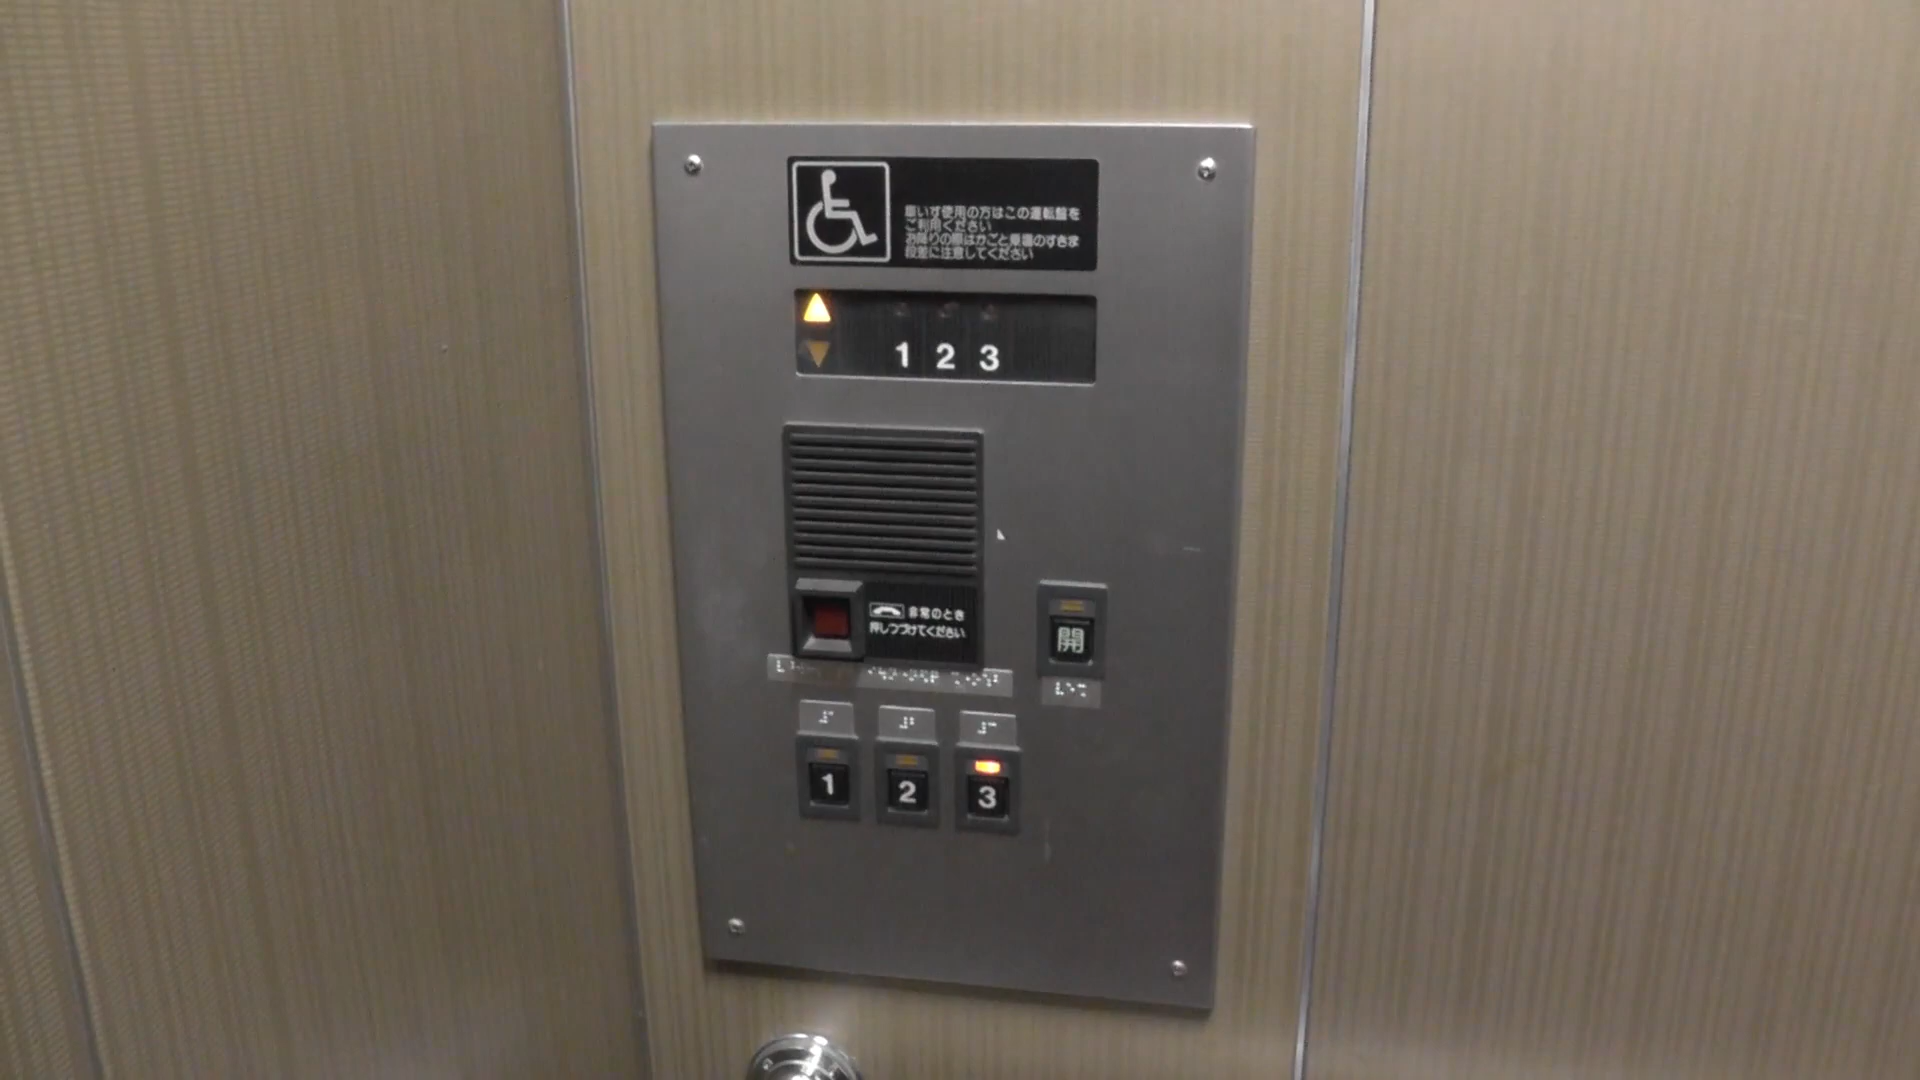 車いす使用の方はこの運転盤を
ご利用ください
お降りの際はかごと乗場のすきま
段差に注意してください
1 2 3
非常のとき
押しつづけてください
開
1 2 3